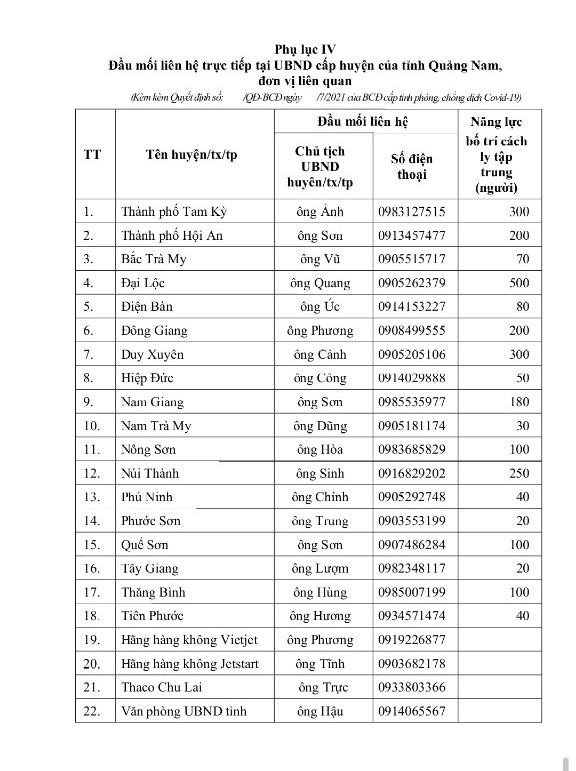 Phụ lục IV
Đầu mối liên hệ trực tiếp tại UBND cấp huyện của tỉnh Quảng Nam,
đơn vị liên quan
(Kèm kèm Quyết định số: /QĐ-BCĐ ngày /7/2021 của BCĐ cấp tỉnh phòng, chống dịch Covid-19)
TT Tên huyện/tx/tp Đầu mối liên hệ Năng lực bố trí cách ly tập trung (người)
Chủ tịch UBND huyện/tx/tp Số điện thoại
1. Thành phố Tam Kỳ ông Ảnh 0983127515 300
2. Thành phố Hội An ông Sơn 0913457477 200
3. Bắc Trà My ông Vũ 0905515717 70
4. Đại Lộc ông Quang 0905262379 500
5. Điện Bàn ông Úc 0914153227 80
6. Đông Giang ông Phương 0908499555 200
7. Duy Xuyên ông Cảnh 0905205106 300
8. Hiệp Đức ông Công 0914029888 50
9. Nam Giang ông Sơn 0985535977 180
10. Nam Trà My ông Dũng 0905181174 30
11. Nông Sơn ông Hòa 0983685829 100
12. Núi Thành ông Sinh 0916829202 250
13. Phú Ninh ông Chính 0905292748 40
14. Phước Sơn ông Trung 0903553199 20
15. Quế Sơn ông Sơn 0907486284 100
16. Tây Giang ông Lượm 0982348117 20
17. Thăng Bình ông Hùng 0985007199 100
18. Tiên Phước ông Hương 0934571474 40
19. Hãng hàng không Vietjet ông Phương 0919226877
20. Hãng hàng không Jetstart ông Tĩnh 0903682178
21. Thaco Chu Lai ông Trực 0933803366
22. Văn phòng UBND tỉnh ông Hậu 0914065567